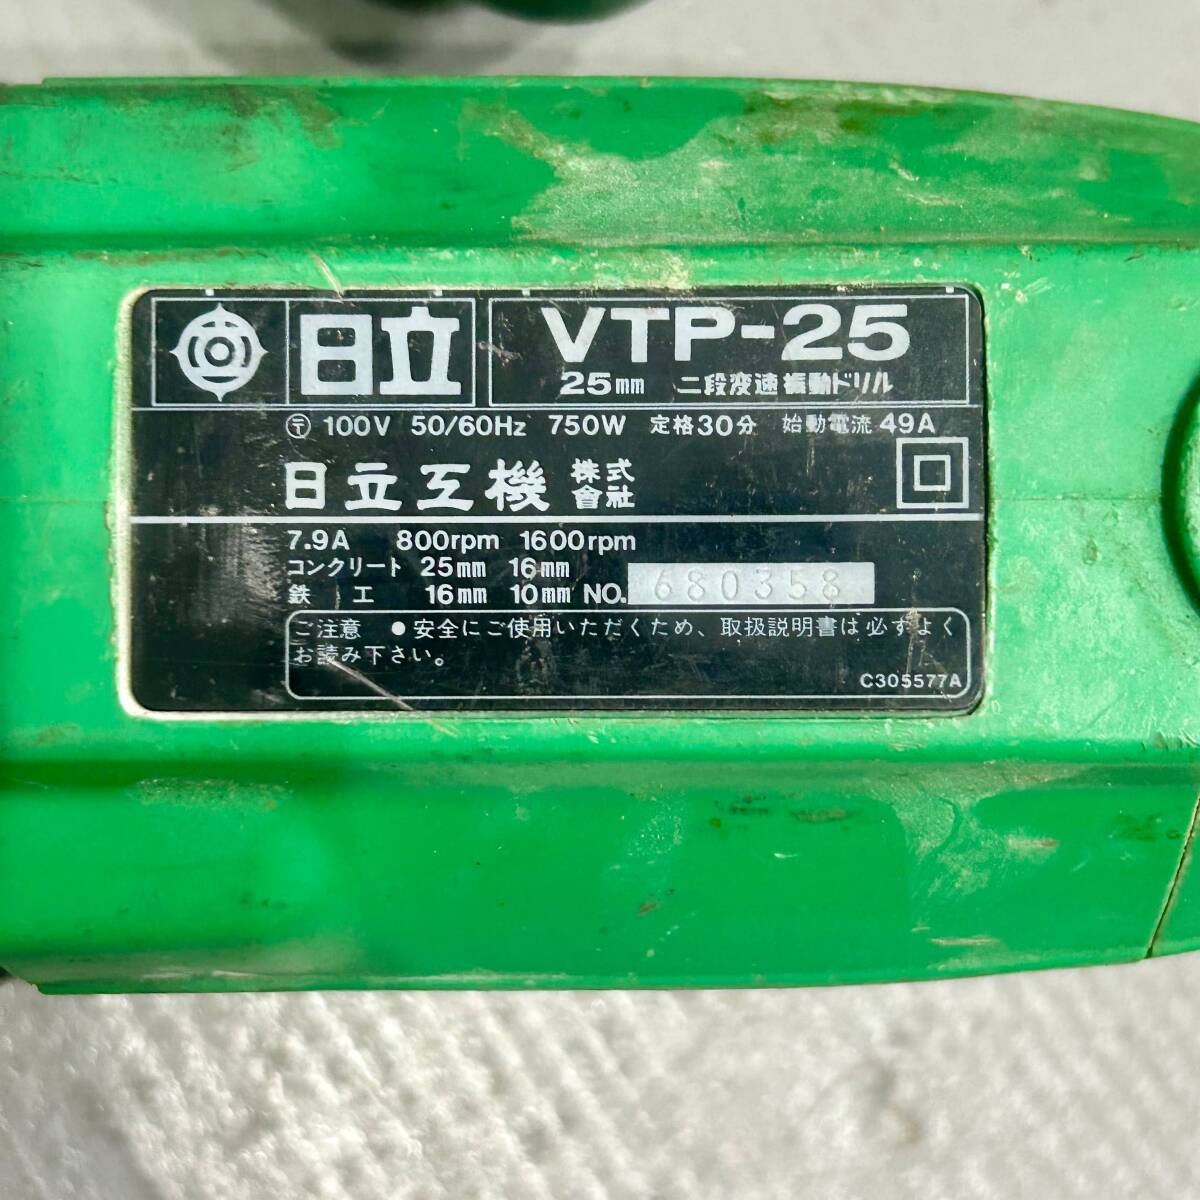 日立 VTP-25
25mm 二段変速振動ドリル
〒 100V 50/60Hz 750W 定格30分 始動電流 49A
日立工機 株式會社
7.9A 800rpm 1600rpm
コンクリート 25mm 16mm
鉄 工 16mm 10mm NO. 680358
ご注意 ●安全にご使用いただくため、取扱説明書は必ずよく
お読み下さい。
C305577A